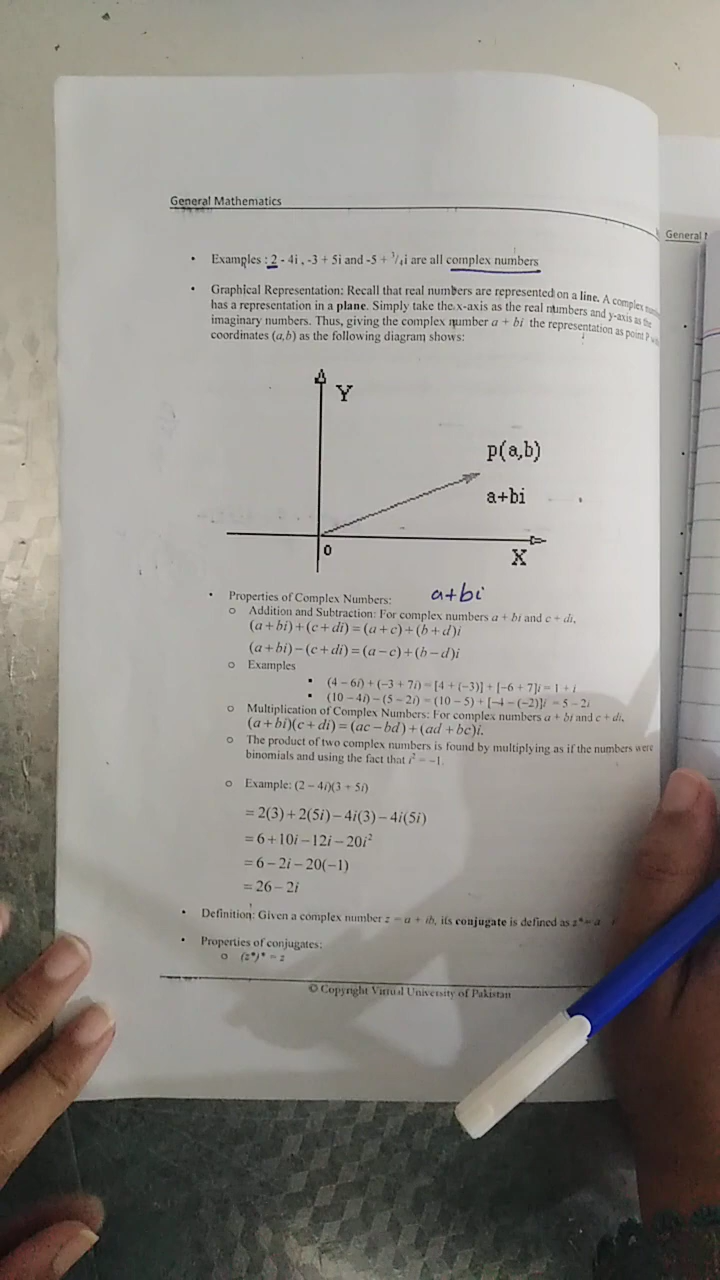 General Mathematics
General
• Examples : 2 - 4i , -3 + 5i and -5 + ³/₄i are all complex numbers
• Graphical Representation: Recall that real numbers are represented on a line. A complex
has a representation in a plane. Simply take the x-axis as the real numbers and y-axis as the
imaginary numbers. Thus, giving the complex number a + bi the representation as point P
coordinates (a,b) as the following diagram shows:
Y
p(a,b)
a+bi
0
X
a+bi
• Properties of Complex Numbers:
o Addition and Subtraction: For complex numbers a + bi and c + di,
(a+bi)+(c+di)=(a+c)+(b+d)i
(a+bi)−(c+di)=(a−c)+(b−d)i
o Examples
• (4 − 6i) + (−3 + 7i) = [4 + (−3)] + [−6 + 7]i = 1 + i
• (10 − 4i) − (5 − 2i) = (10 − 5) + [−4 − (−2)]i = 5 − 2i
o Multiplication of Complex Numbers: For complex numbers a + bi and c + di,
(a+bi)(c+di)=(ac−bd)+(ad+bc)i.
o The product of two complex numbers is found by multiplying as if the numbers were
binomials and using the fact that i² = −1.
o Example: (2 − 4i)(3 + 5i)
= 2(3)+2(5i)−4i(3)−4i(5i)
= 6+10i−12i−20i²
= 6−2i−20(−1)
= 26−2i
• Definition: Given a complex number z = a + ib, its conjugate is defined as z* = a
• Properties of conjugates:
o (z*)* = z
© Copyright Virtual University of Pakistan